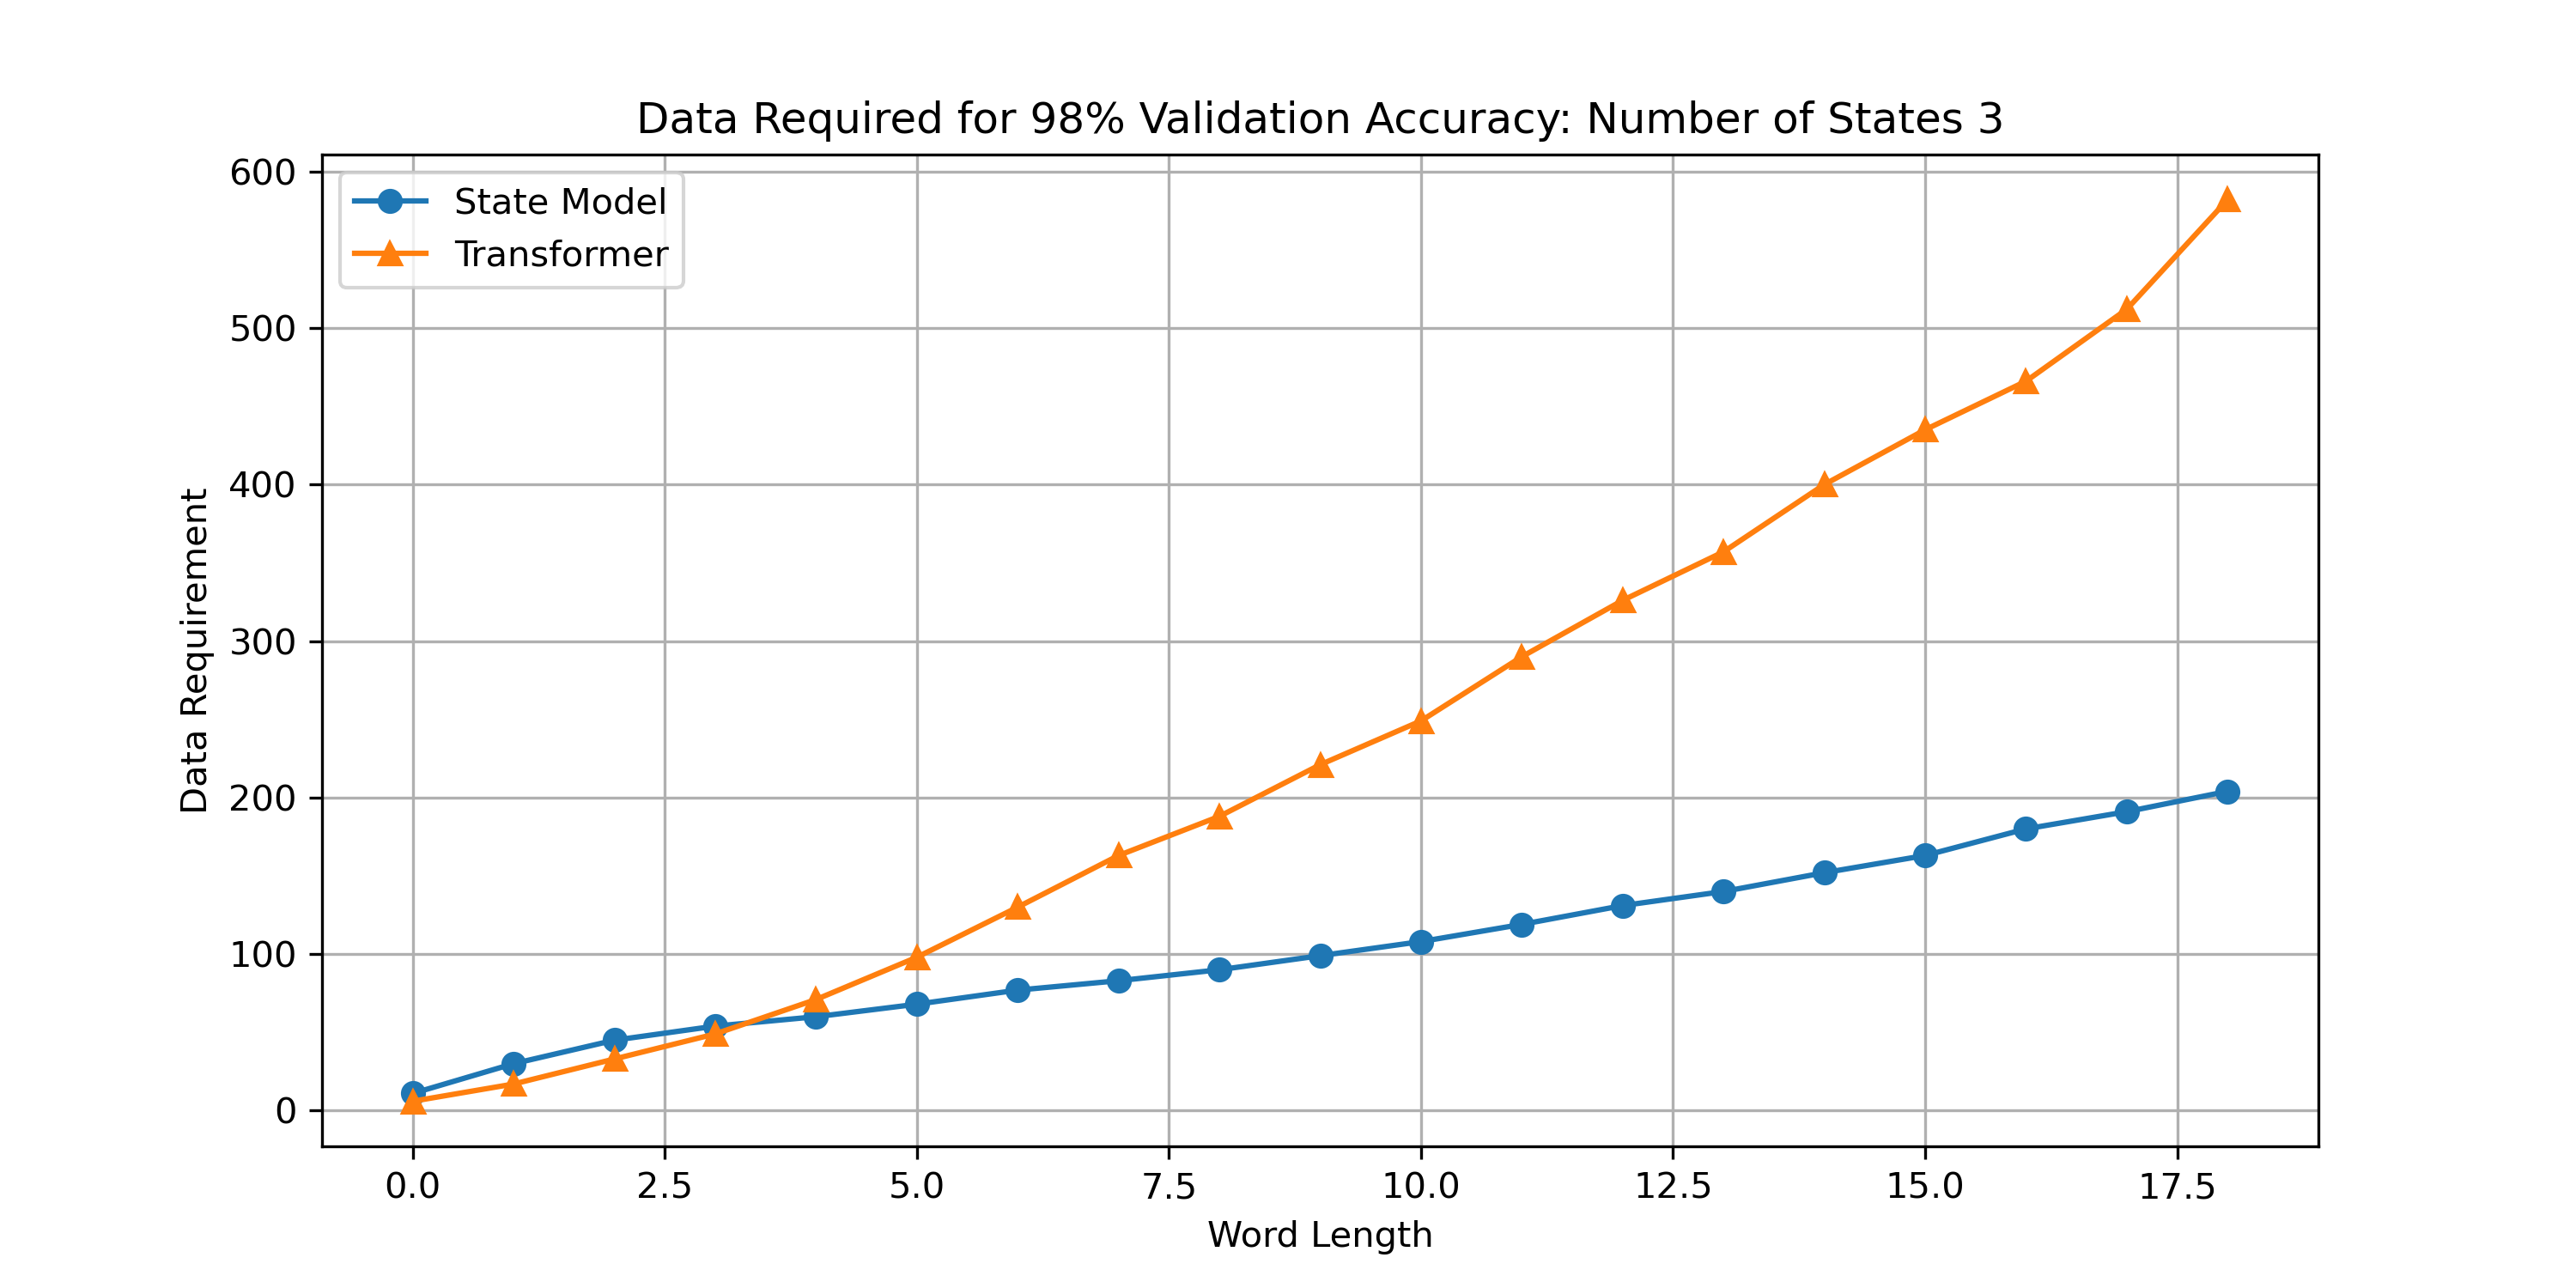 Data Required for 98% Validation Accuracy: Number of States 3
State Model
Transformer
Data Requirement
600
500
400
300
200
100
0
0.0 2.5 5.0 7.5 10.0 12.5 15.0 17.5
Word Length